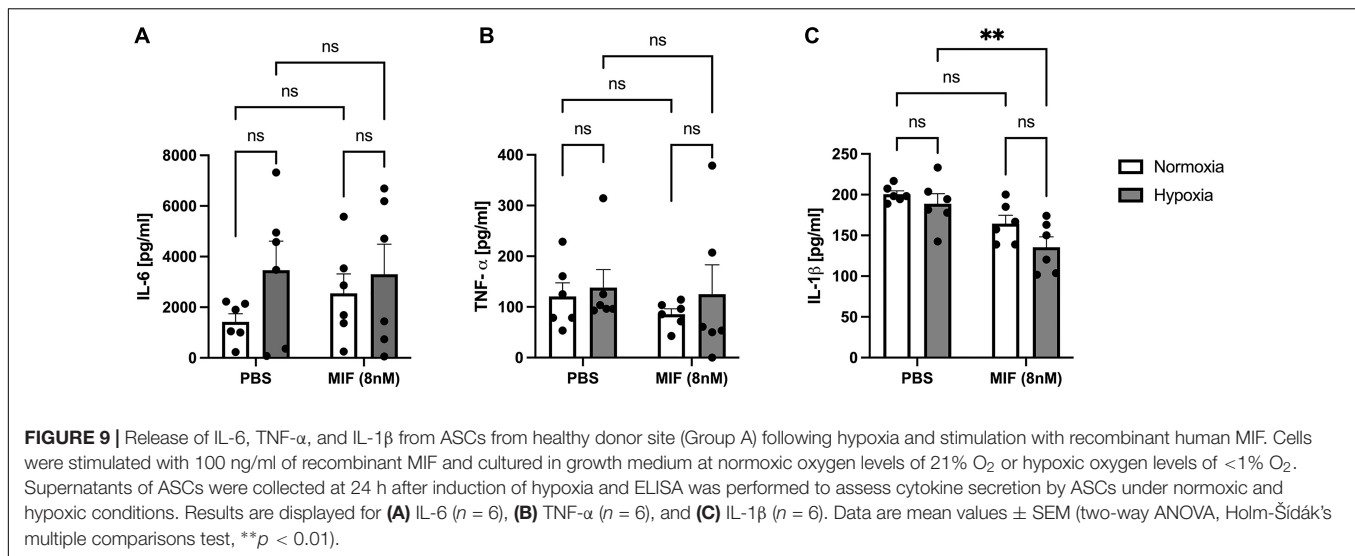 A
ns
ns
ns
ns
IL-6 [pg/ml]
8000
6000
4000
2000
0
PBS
MIF (8nM)
B
ns
ns
ns
ns
TNF- α [pg/ml]
400
300
200
100
0
PBS
MIF (8nM)
C
**
ns
ns
ns
IL-1β [pg/ml]
250
200
150
100
50
0
PBS
MIF (8nM)
Normoxia
Hypoxia
FIGURE 9 | Release of IL-6, TNF-α, and IL-1β from ASCs from healthy donor site (Group A) following hypoxia and stimulation with recombinant human MIF. Cells
were stimulated with 100 ng/ml of recombinant MIF and cultured in growth medium at normoxic oxygen levels of 21% O₂ or hypoxic oxygen levels of <1% O₂.
Supernatants of ASCs were collected at 24 h after induction of hypoxia and ELISA was performed to assess cytokine secretion by ASCs under normoxic and
hypoxic conditions. Results are displayed for (A) IL-6 (n = 6), (B) TNF-α (n = 6), and (C) IL-1β (n = 6). Data are mean values ± SEM (two-way ANOVA, Holm-Šídák's
multiple comparisons test, **p < 0.01).